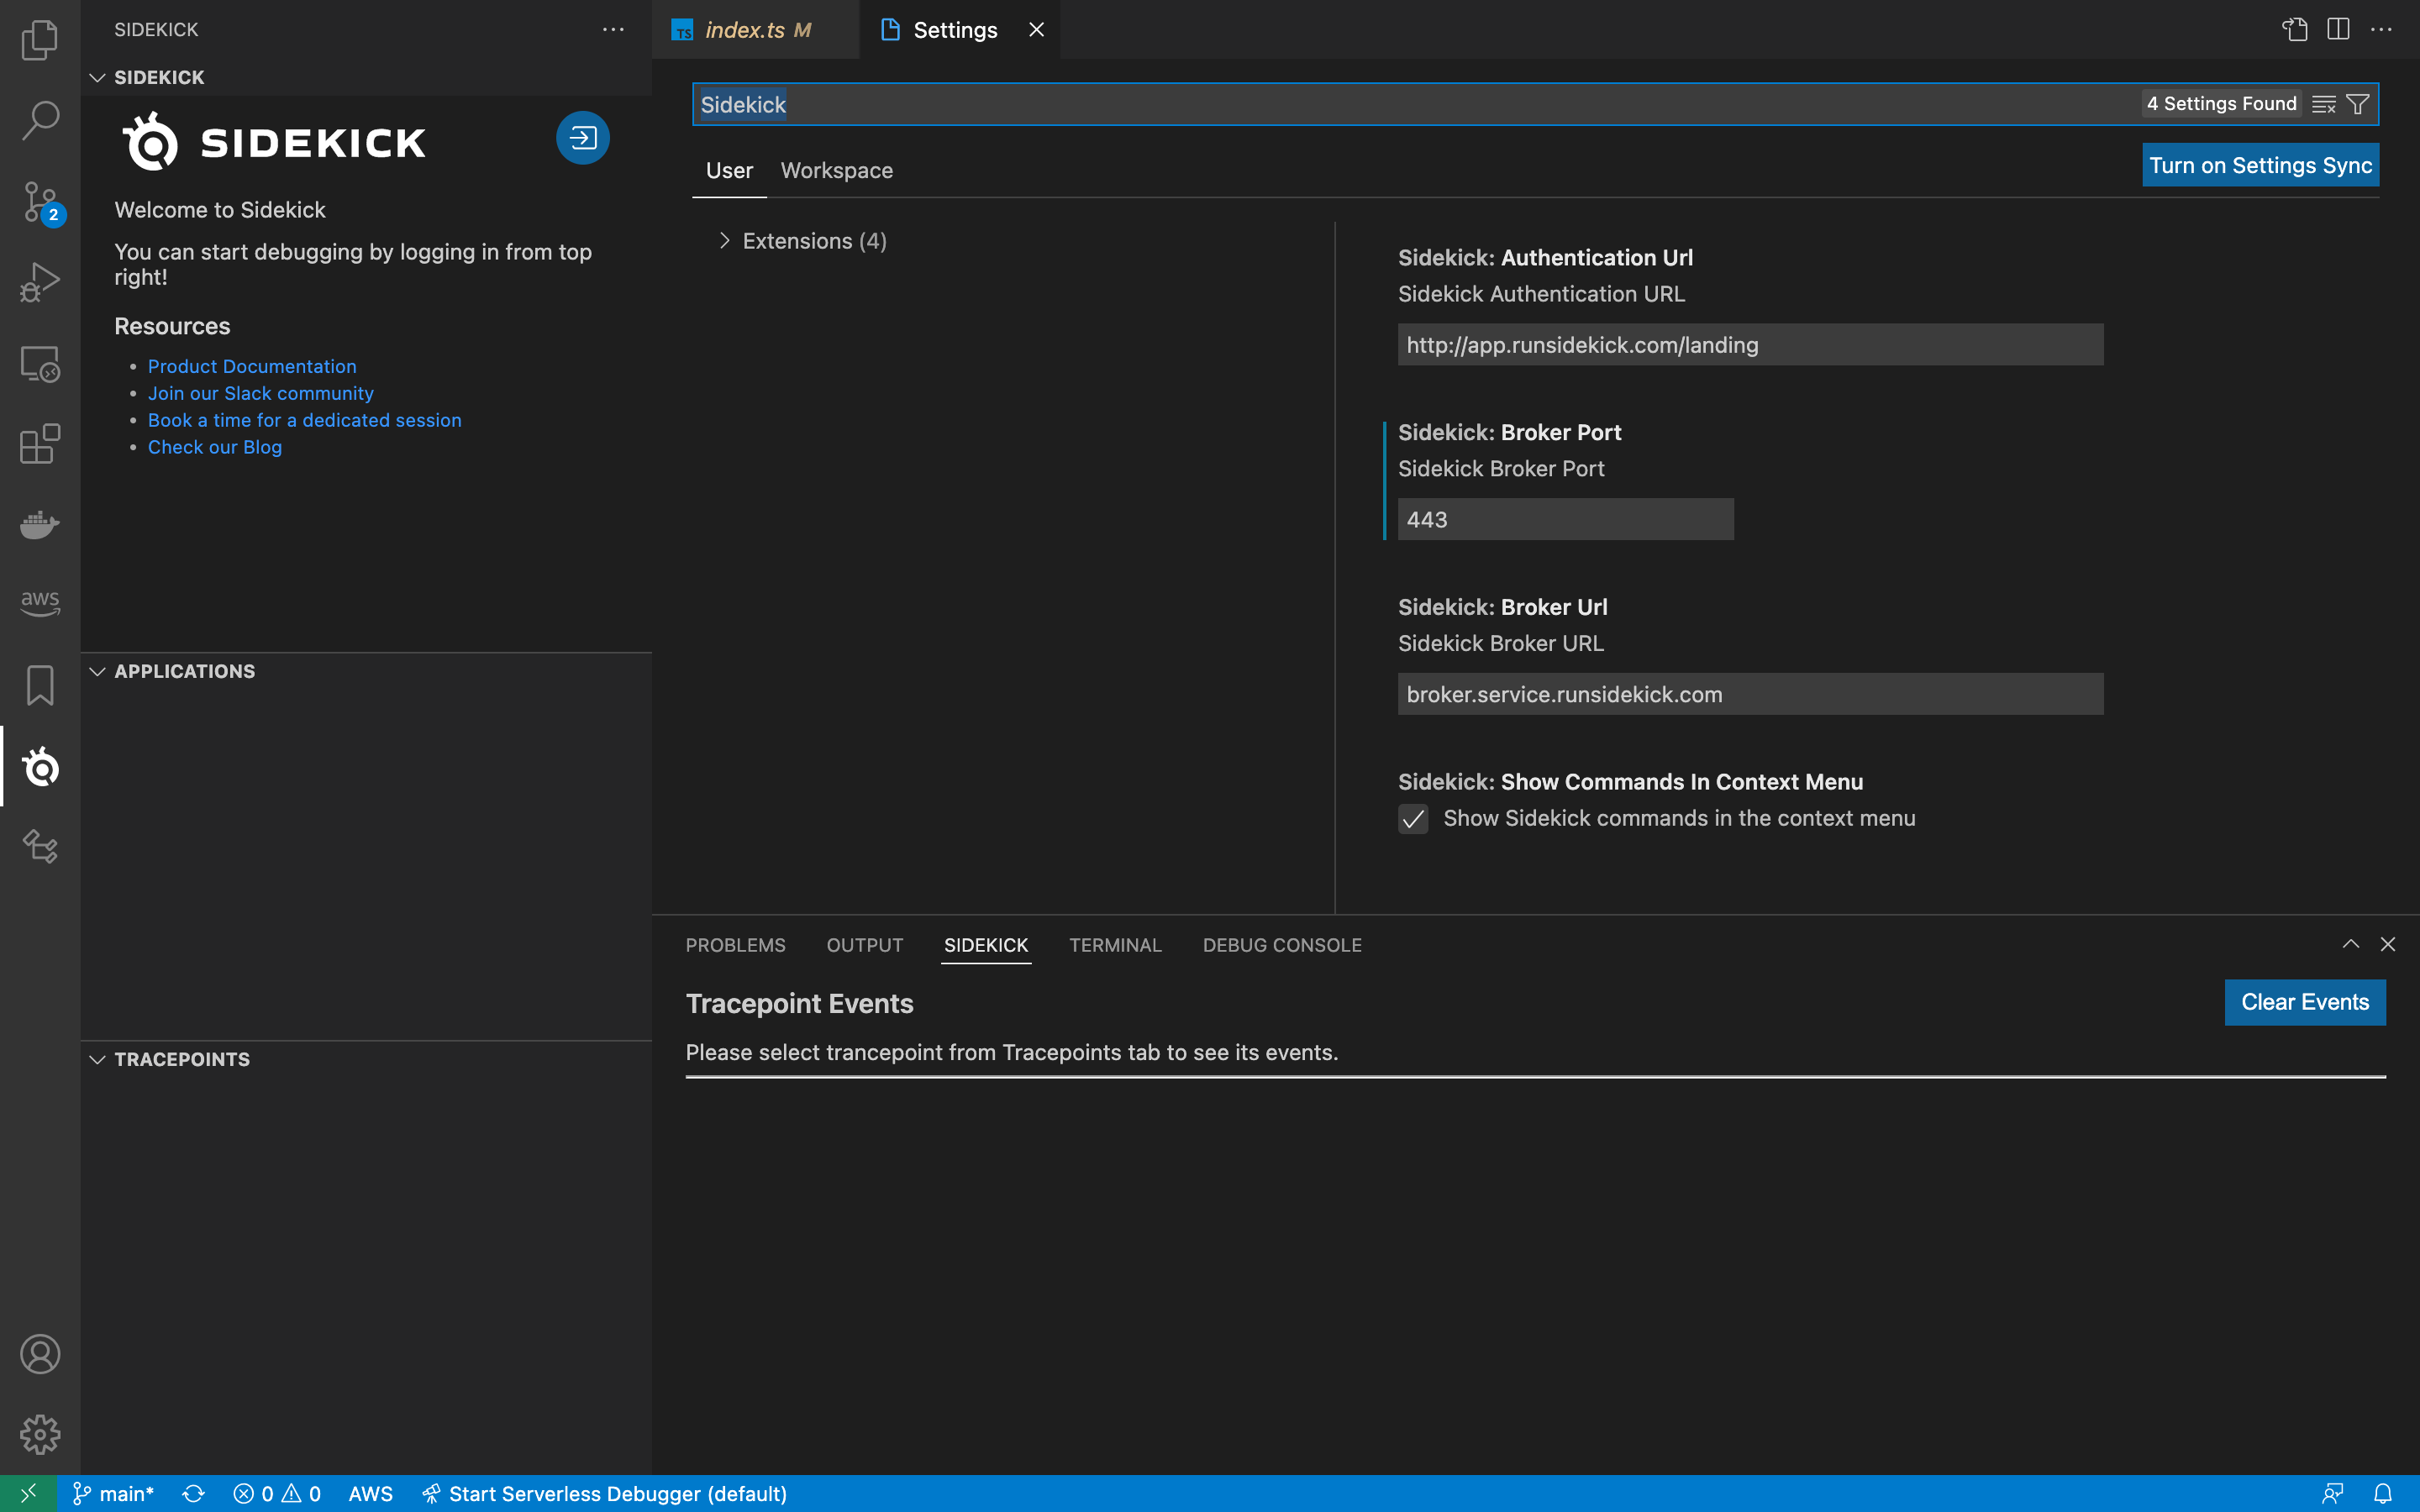 SIDEKICK
SIDEKICK
SIDEKICK
Welcome to Sidekick
You can start debugging by logging in from top
right!
Resources
• Product Documentation
• Join our Slack community
• Book a time for a dedicated session
• Check our Blog
2
aws
APPLICATIONS
TRACEPOINTS
TS index.ts M
Settings
Sidekick
4 Settings Found
User Workspace
Turn on Settings Sync
Extensions (4)
Sidekick: Authentication Url
Sidekick Authentication URL
http://app.runsidekick.com/landing
Sidekick: Broker Port
Sidekick Broker Port
443
Sidekick: Broker Url
Sidekick Broker URL
broker.service.runsidekick.com
Sidekick: Show Commands In Context Menu
Show Sidekick commands in the context menu
PROBLEMS OUTPUT SIDEKICK TERMINAL DEBUG CONSOLE
Tracepoint Events
Clear Events
Please select trancepoint from Tracepoints tab to see its events.
main* 0 0 AWS Start Serverless Debugger (default)